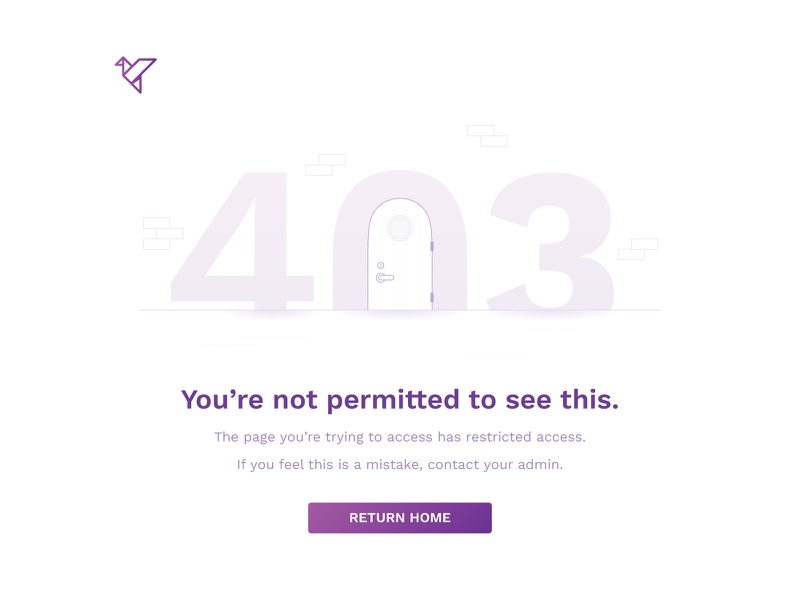 403
You’re not permitted to see this.
The page you’re trying to access has restricted access.
If you feel this is a mistake, contact your admin.
RETURN HOME